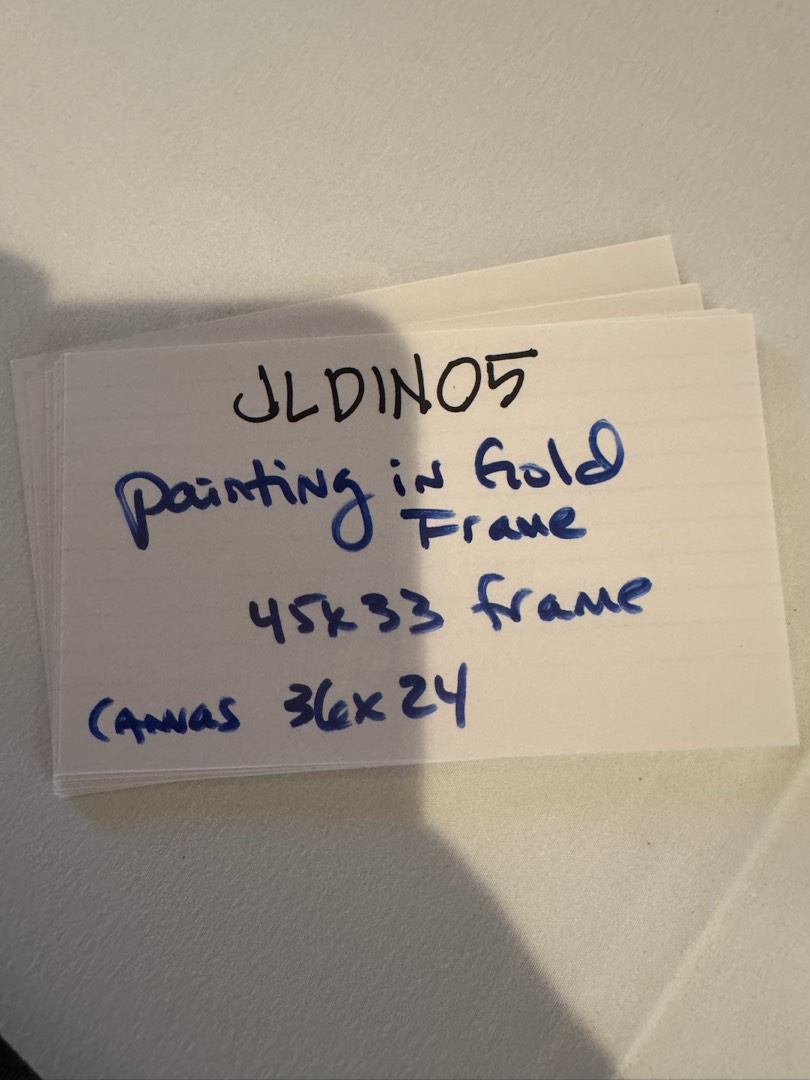 JLDIN05
Painting in Gold
Frame
45x33 frame
Canvas 36x24